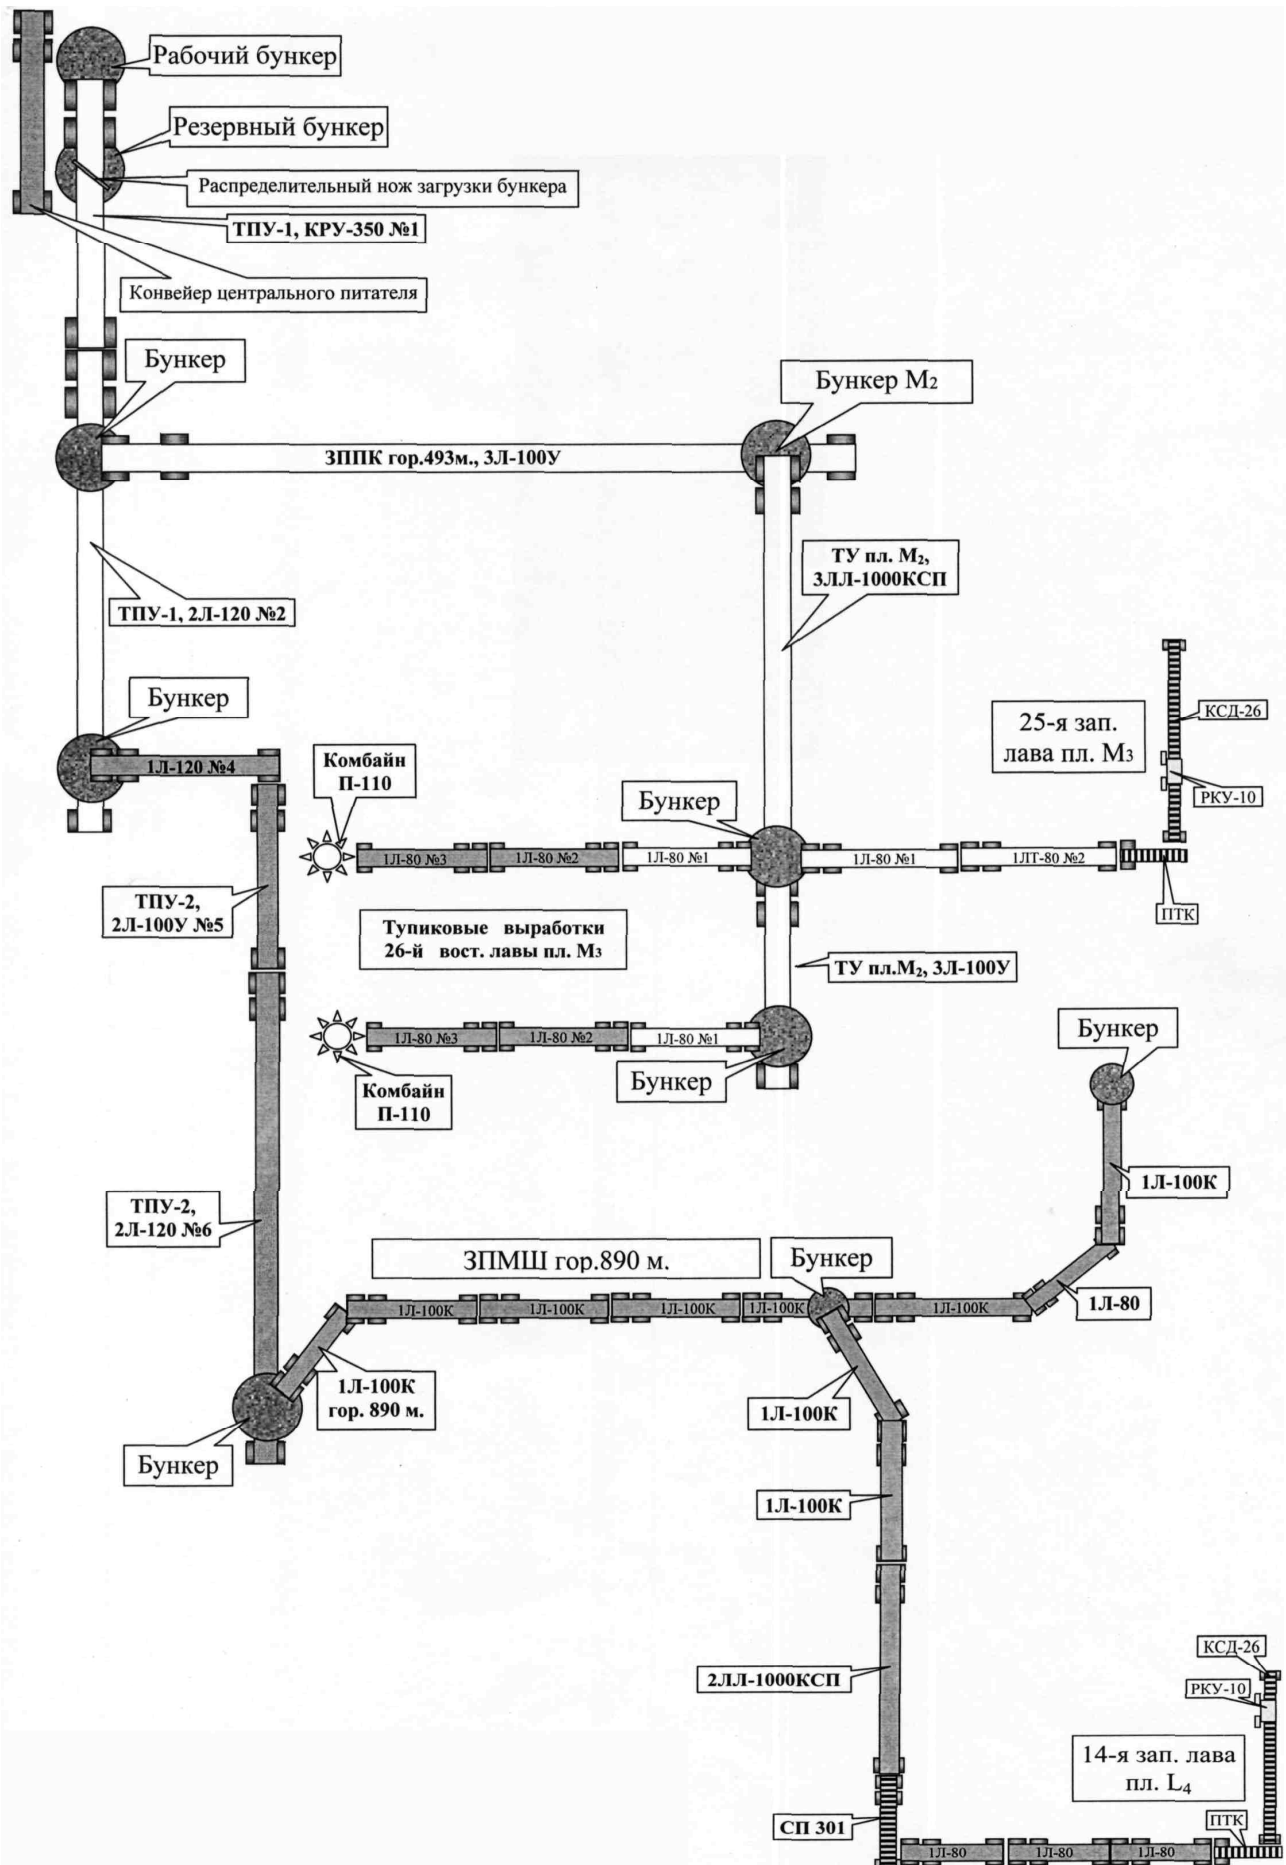 Рабочий бункер
Резервный бункер
Распределительный нож загрузки бункера
ТПУ-1, КРУ-350 №1
Конвейер центрального питателя
Бункер
Бункер М₂
ЗППК гор.493м., 3Л-100У
ТУ пл. М₂,
3ЛЛ-1000КСП
ТПУ-1, 2Л-120 №2
Бункер
1Л-120 №4
25-я зап.
лава пл. М₃
КСД-26
РКУ-10
Комбайн
П-110
Бункер
1Л-80 №3
1Л-80 №2
1Л-80 №1
1Л-80 №1
1ЛТ-80 №2
ПТК
ТПУ-2,
2Л-100У №5
Тупиковые выработки
26-й вост. лавы пл. М₃
ТУ пл.М₂, 3Л-100У
1Л-80 №3
1Л-80 №2
1Л-80 №1
Бункер
Комбайн
П-110
Бункер
1Л-100К
ТПУ-2,
2Л-120 №6
ЗПМШ гор.890 м.
Бункер
1Л-100К
1Л-100К
1Л-100К
1Л-100К
1Л-100К
1Л-80
1Л-100К
гор. 890 м.
1Л-100К
Бункер
1Л-100К
2ЛЛ-1000КСП
КСД-26
РКУ-10
14-я зап. лава
пл. L₄
СП 301
ПТК
1Л-80
1Л-80
1Л-80